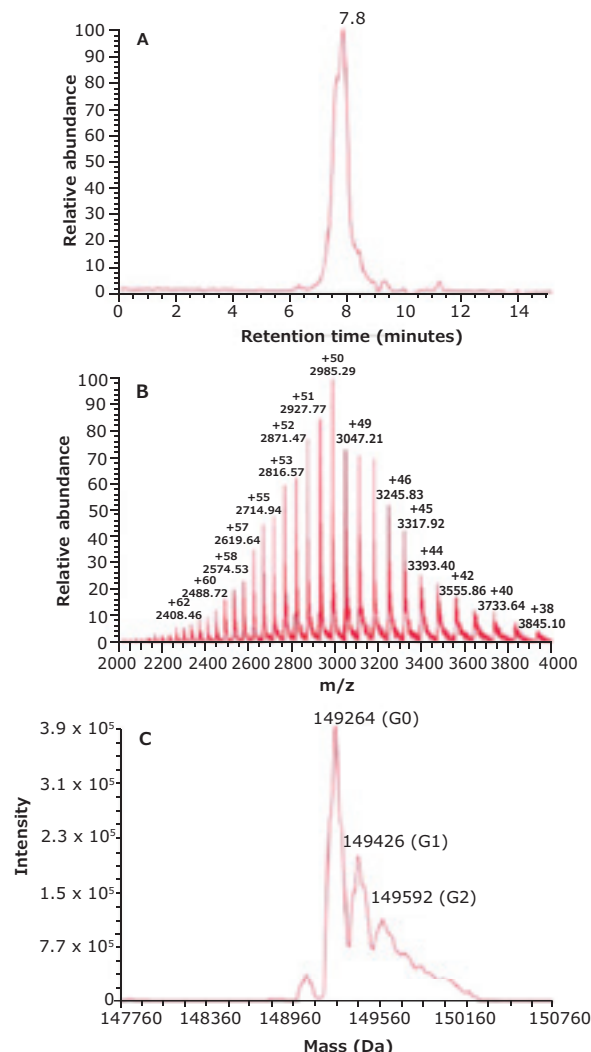 7.8
A
100
90
80
70
60
50
40
30
20
10
0
Relative abundance
0 2 4 6 8 10 12 14
Retention time (minutes)
B
100
90
80
70
60
50
40
30
20
10
0
Relative abundance
+50
2985.29
+51
2927.77
+52
2871.47
+49
3047.21
+53
2816.57
+55
2714.94
+46
3245.83
+57
2619.64
+45
3317.92
+58
2574.53
+44
3393.40
+60
2488.72
+42
3555.86
+62
2408.46
+40
3733.64
+38
3845.10
2000 2200 2400 2600 2800 3000 3200 3400 3600 3800 4000
m/z
C
149264 (G0)
149426 (G1)
149592 (G2)
3.9 x 10⁵
3.1 x 10⁵
2.3 x 10⁵
1.5 x 10⁵
7.7 x 10⁵
0
Intensity
147760 148360 148960 149560 150160 150760
Mass (Da)